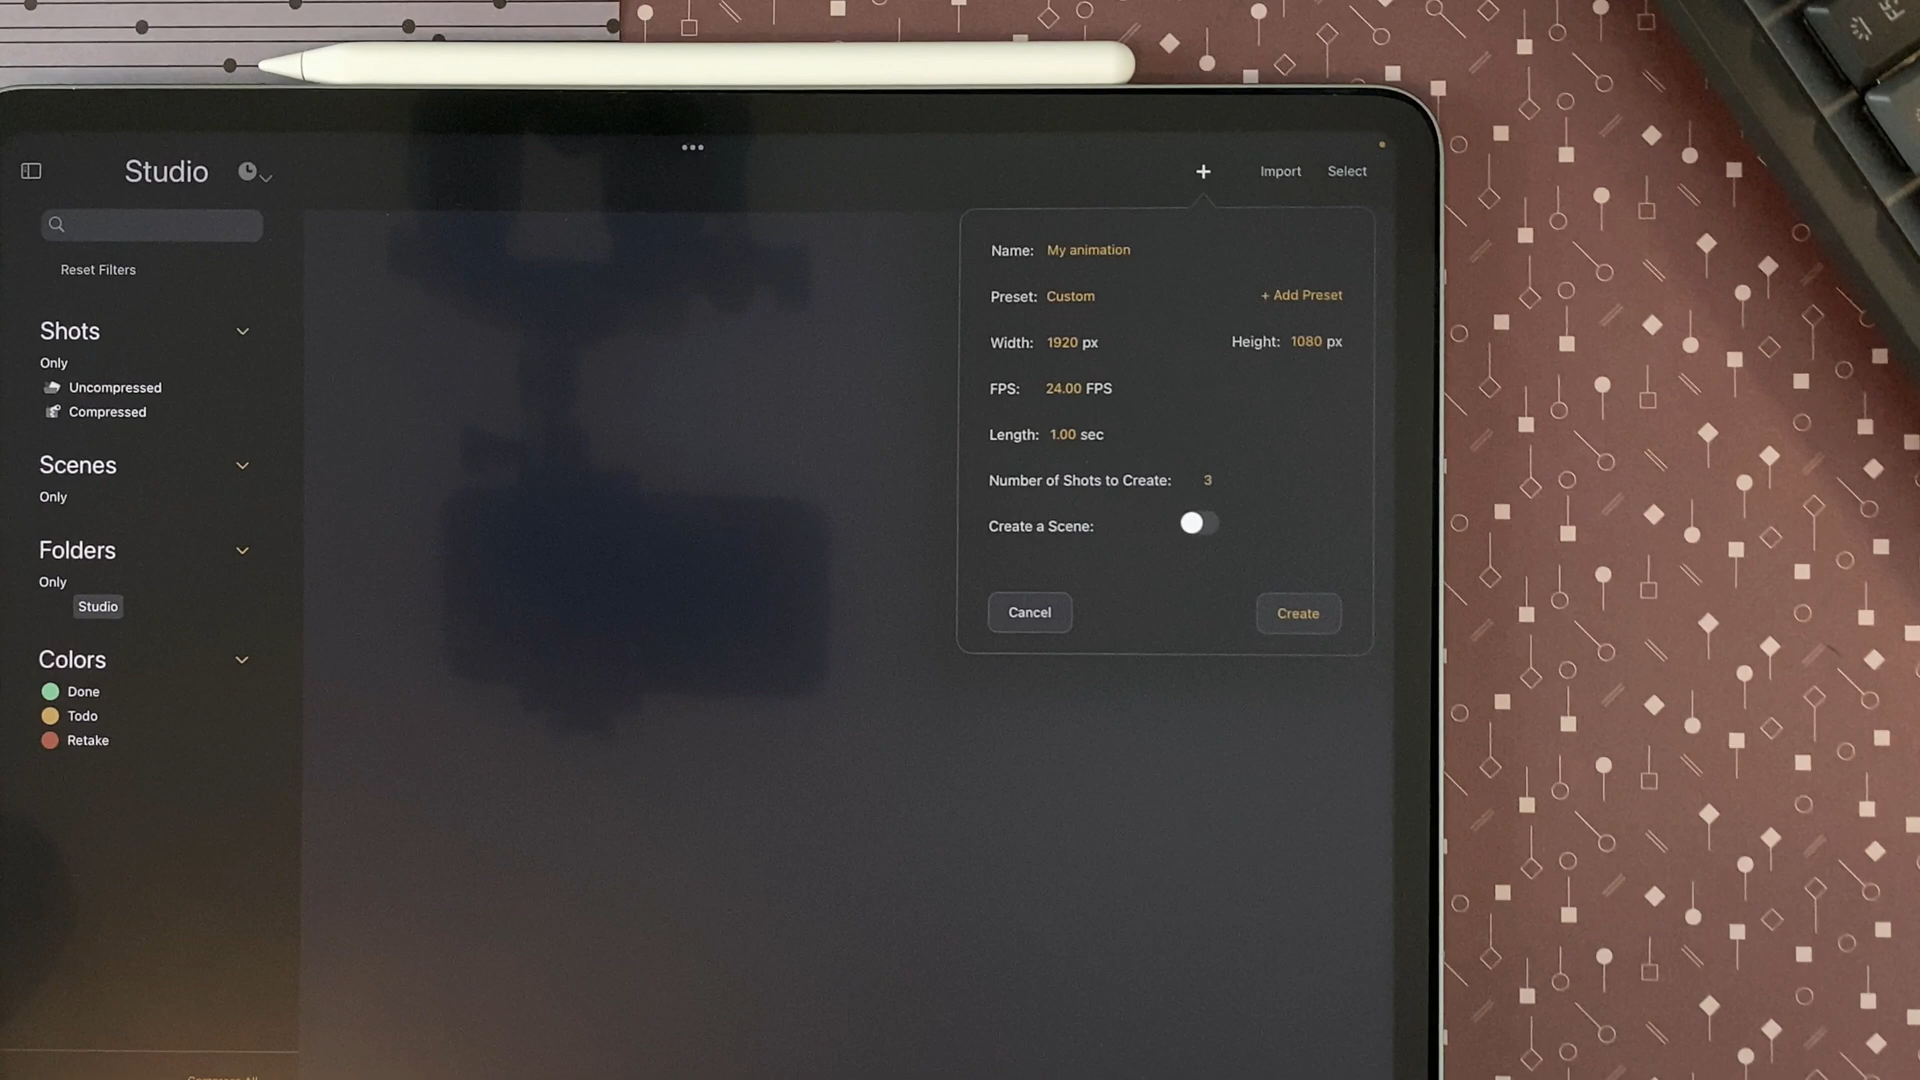 F5
Studio
Import
Select
Reset Filters
Shots
Only
Uncompressed
Compressed
Scenes
Only
Folders
Only
Studio
Colors
Done
Todo
Retake
Name: My animation
Preset: Custom
+ Add Preset
Width: 1920 px
Height: 1080 px
FPS: 24.00 FPS
Length: 1.00 sec
Number of Shots to Create: 3
Create a Scene:
Cancel
Create